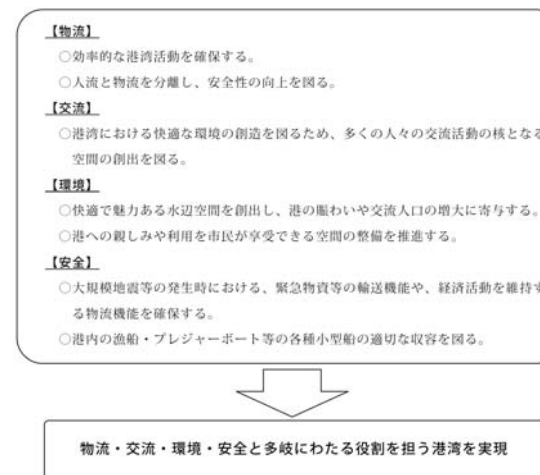 【物流】
○効率的な港湾活動を確保する。
○人流と物流を分離し、安全性の向上を図る。
【交流】
○港湾における快適な環境の創造を図るため、多くの人々の交流活動の核となる
空間の創出を図る。
【環境】
○快適で魅力ある水辺空間を創出し、港の賑わいや交流人口の増大に寄与する。
○港への親しみや利用を市民が享受できる空間の整備を推進する。
【安全】
○大規模地震等の発生時における、緊急物資等の輸送機能や、経済活動を維持す
る物流機能を確保する。
○港内の漁船・プレジャーボート等の各種小型船の適切な収容を図る。
物流・交流・環境・安全と多岐にわたる役割を担う港湾を実現